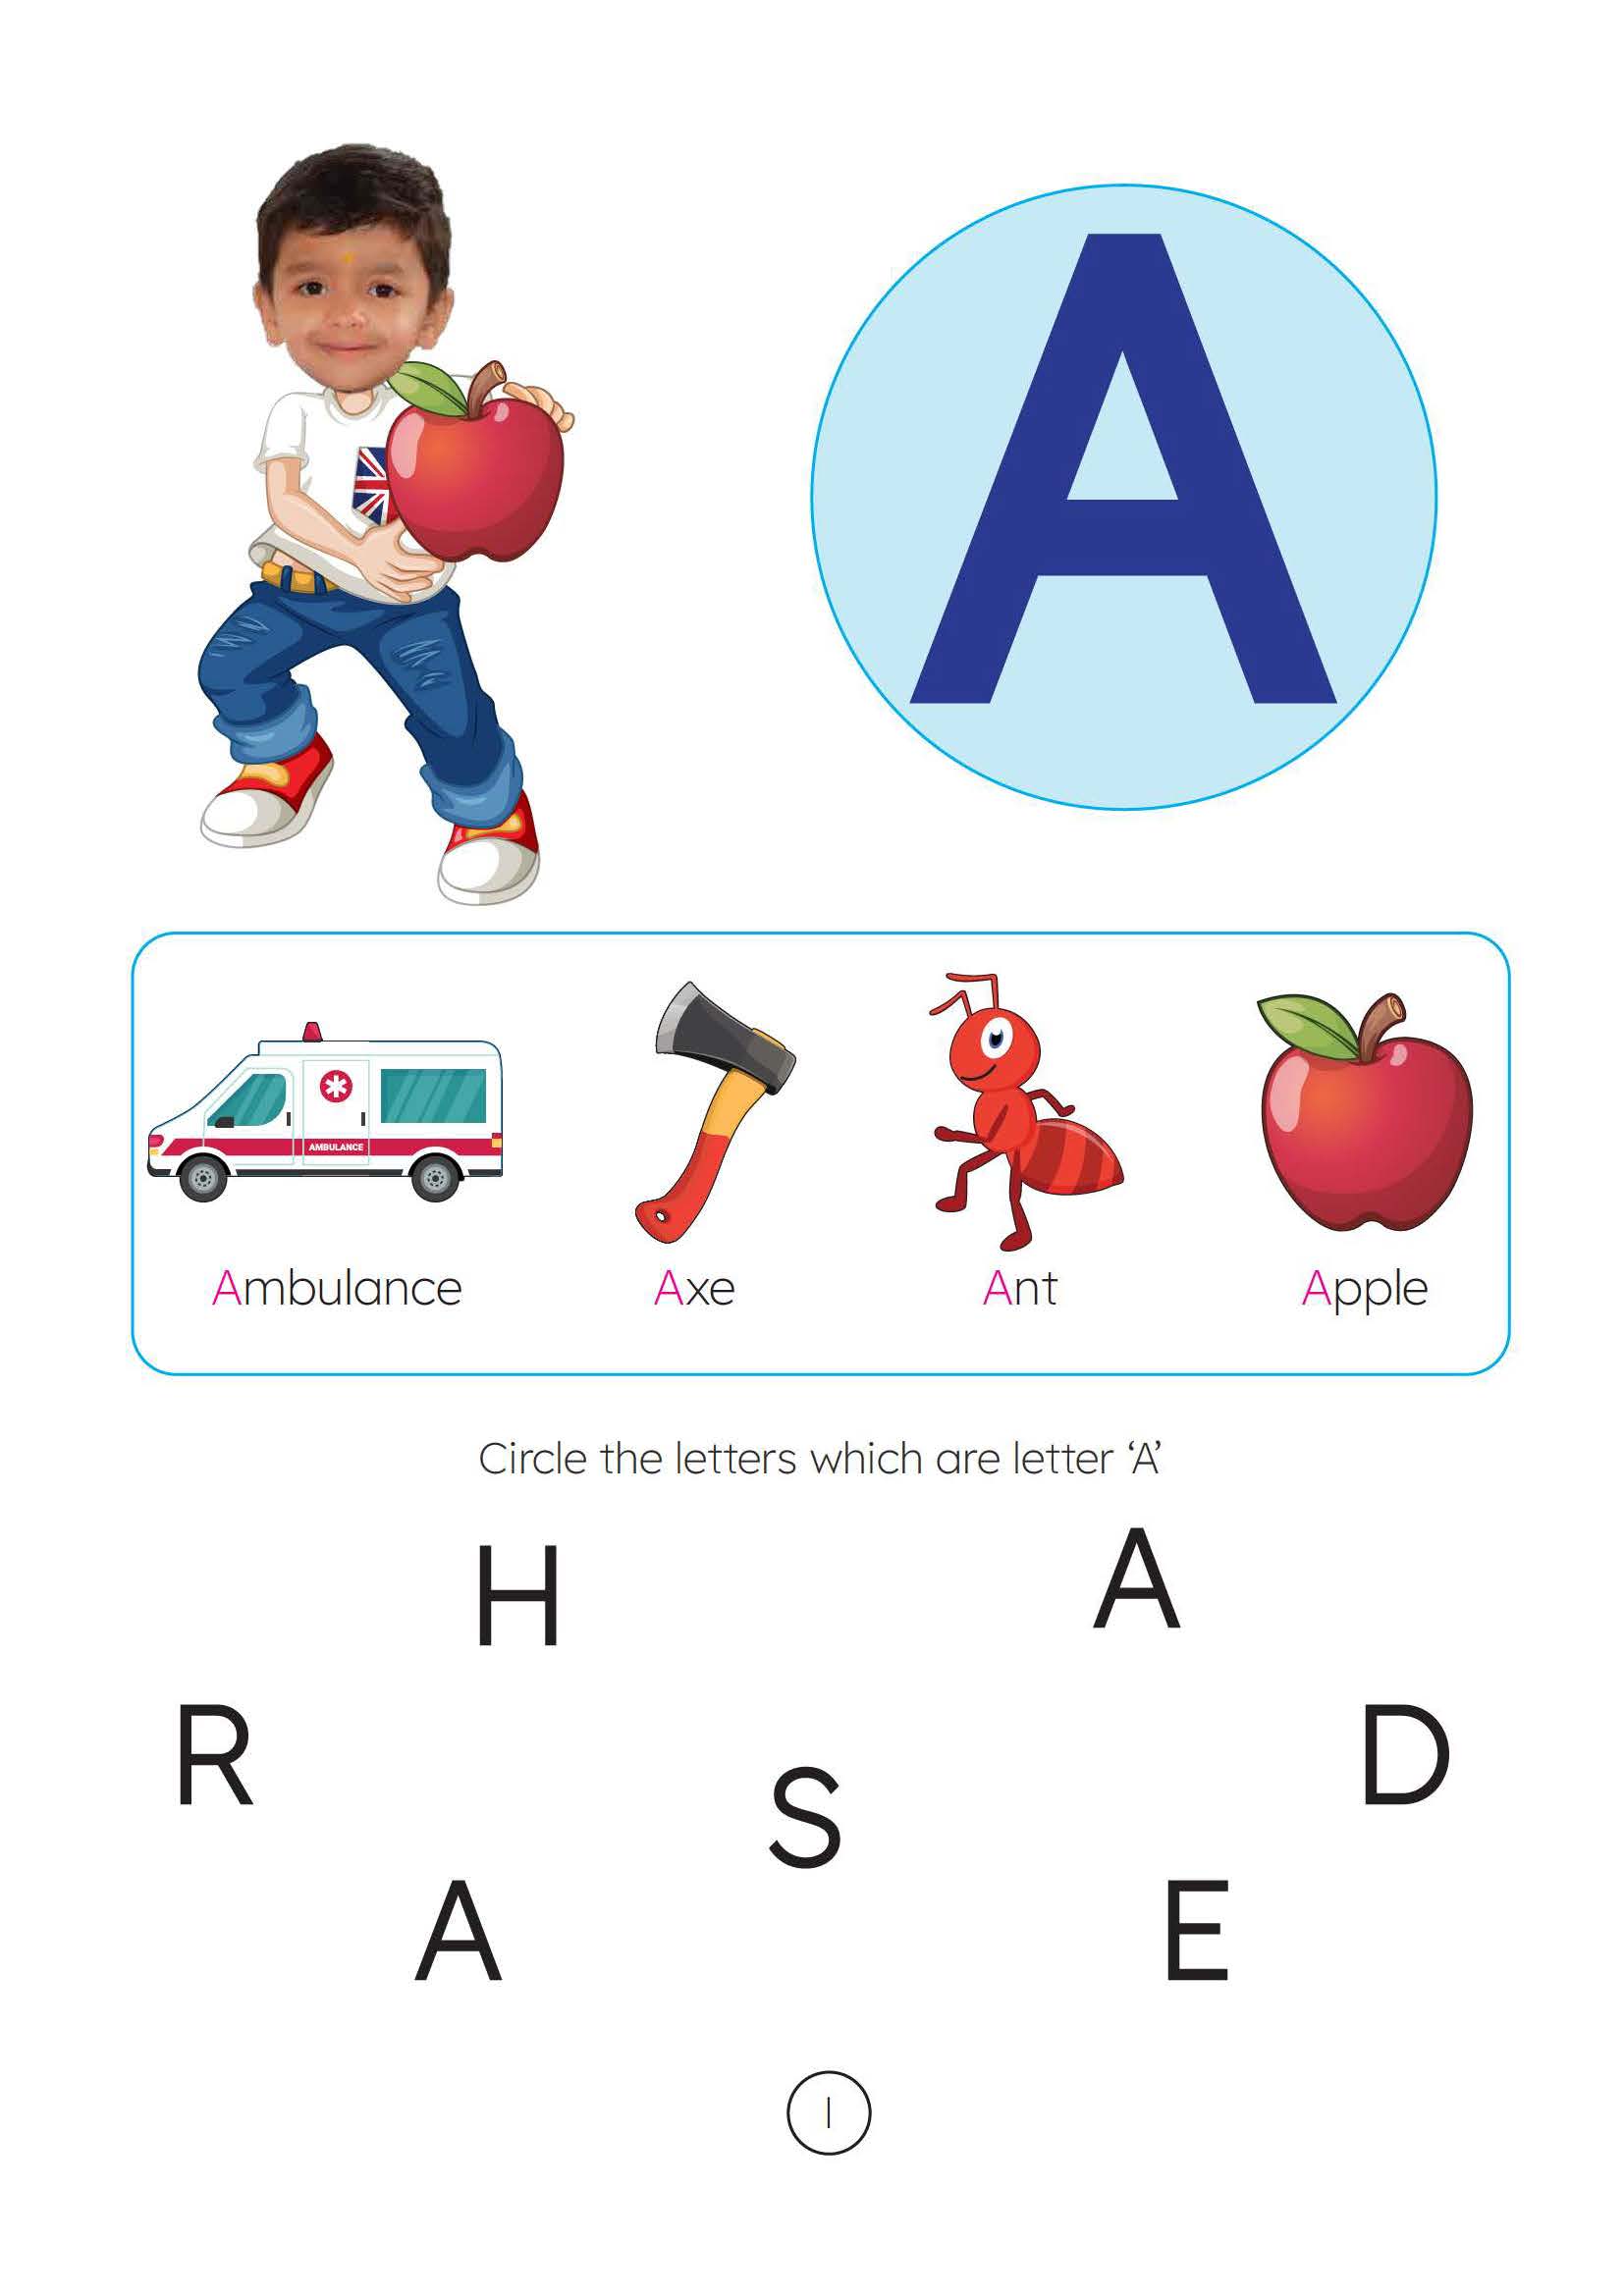 A
AMBULANCE
Ambulance Axe Ant Apple
Circle the letters which are letter ‘A’
H A
R D
S
A E
1